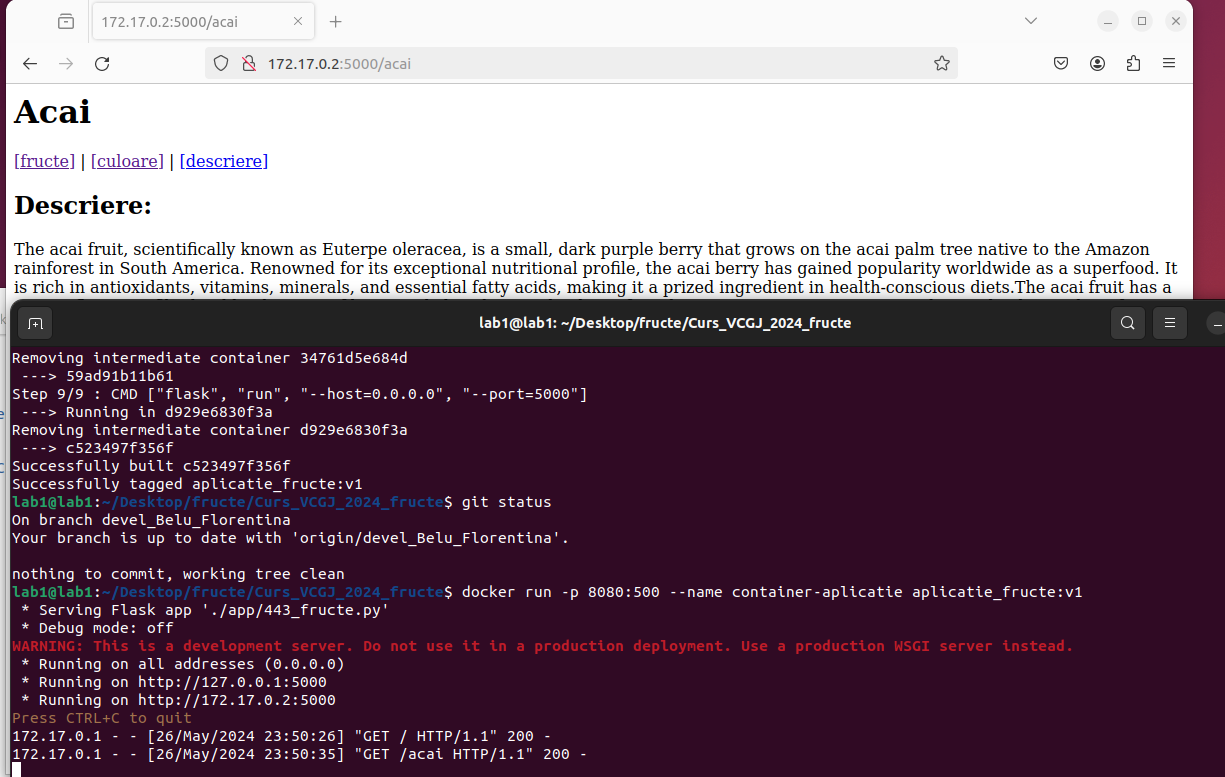 172.17.0.2:5000/acai
172.17.0.2:5000/acai
Acai
[fructe] | [culoare] | [descriere]
Descriere:
The acai fruit, scientifically known as Euterpe oleracea, is a small, dark purple berry that grows on the acai palm tree native to the Amazon
rainforest in South America. Renowned for its exceptional nutritional profile, the acai berry has gained popularity worldwide as a superfood. It
is rich in antioxidants, vitamins, minerals, and essential fatty acids, making it a prized ingredient in health-conscious diets.The acai fruit has a
lab1@lab1: ~/Desktop/fructe/Curs_VCGJ_2024_fructe
Removing intermediate container 34761d5e684d
---> 59ad91b11b61
Step 9/9 : CMD ["flask", "run", "--host=0.0.0.0", "--port=5000"]
---> Running in d929e6830f3a
Removing intermediate container d929e6830f3a
---> c523497f356f
Successfully built c523497f356f
Successfully tagged aplicatie_fructe:v1
lab1@lab1:~/Desktop/fructe/Curs_VCGJ_2024_fructe$ git status
On branch devel_Belu_Florentina
Your branch is up to date with 'origin/devel_Belu_Florentina'.
nothing to commit, working tree clean
lab1@lab1:~/Desktop/fructe/Curs_VCGJ_2024_fructe$ docker run -p 8080:500 --name container-aplicatie aplicatie_fructe:v1
* Serving Flask app './app/443_fructe.py'
* Debug mode: off
WARNING: This is a development server. Do not use it in a production deployment. Use a production WSGI server instead.
* Running on all addresses (0.0.0.0)
* Running on http://127.0.0.1:5000
* Running on http://172.17.0.2:5000
Press CTRL+C to quit
172.17.0.1 - - [26/May/2024 23:50:26] "GET / HTTP/1.1" 200 -
172.17.0.1 - - [26/May/2024 23:50:35] "GET /acai HTTP/1.1" 200 -